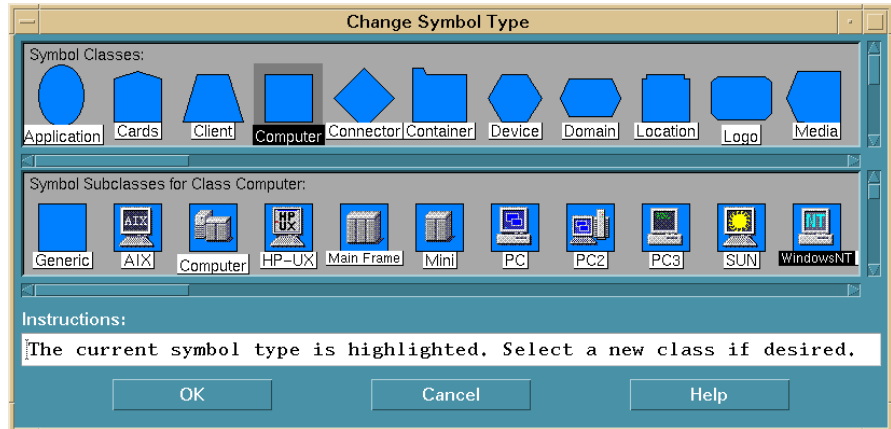 Change Symbol Type
Symbol Classes:
Application Cards Client Computer Connector Container Device Domain Location Logo Media
Symbol Subclasses for Class Computer:
AIX HP UX NT
Generic AIX Computer HP-UX Main Frame Mini PC PC2 PC3 SUN WindowsNT
Instructions:
The current symbol type is highlighted. Select a new class if desired.
OK Cancel Help